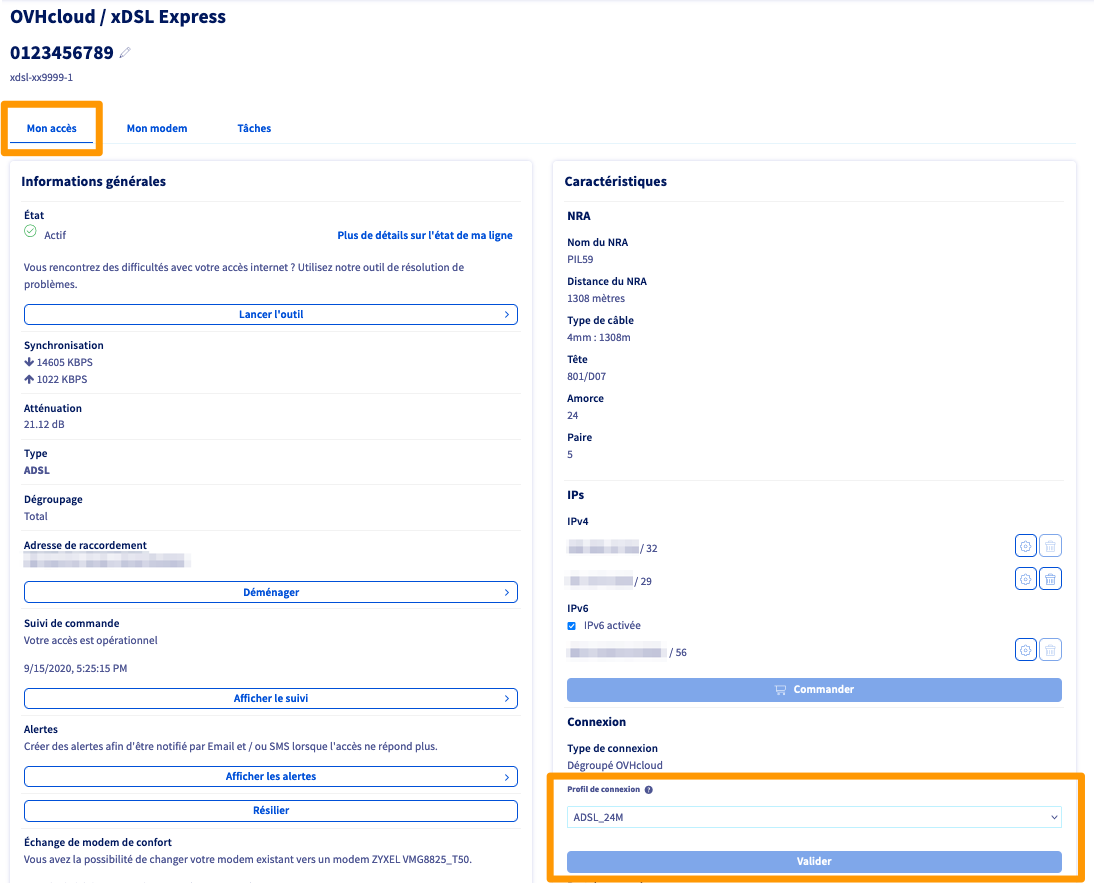 OVHcloud / xDSL Express
0123456789
xdsl-xx9999-1
Mon accès
Mon modem
Tâches
Informations générales
État
Actif
Plus de détails sur l'état de ma ligne
Vous rencontrez des difficultés avec votre accès internet ? Utilisez notre outil de résolution de
problèmes.
Lancer l'outil
Synchronisation
14605 KBPS
1022 KBPS
Atténuation
21.12 dB
Type
ADSL
Dégroupage
Total
Adresse de raccordement
Déménager
Suivi de commande
Votre accès est opérationnel
9/15/2020, 5:25:15 PM
Afficher le suivi
Alertes
Créer des alertes afin d'être notifié par Email et / ou SMS lorsque l'accès ne répond plus.
Afficher les alertes
Résilier
Échange de modem de confort
Vous avez la possibilité de changer votre modem existant vers un modem ZYXEL VMG8825_T50.
Caractéristiques
NRA
Nom du NRA
PIL59
Distance du NRA
1308 mètres
Type de câble
4mm : 1308m
Tête
801/D07
Amorce
24
Paire
5
IPs
IPv4
/ 32
/ 29
IPv6
IPv6 activée
/ 56
Commander
Connexion
Type de connexion
Dégroupé OVHcloud
Profil de connexion
ADSL_24M
Valider